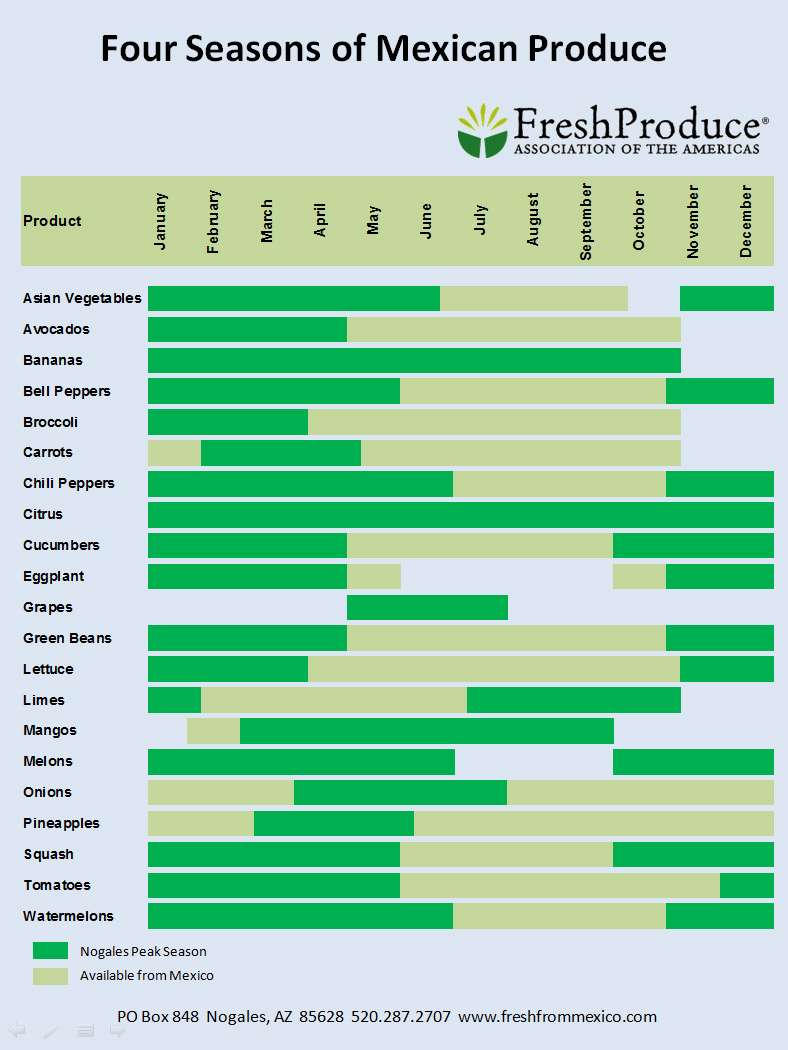 Four Seasons of Mexican Produce
FreshProduce®
ASSOCIATION OF THE AMERICAS
Product January February March April May June July August September October November December
Asian Vegetables
Avocados
Bananas
Bell Peppers
Broccoli
Carrots
Chili Peppers
Citrus
Cucumbers
Eggplant
Grapes
Green Beans
Lettuce
Limes
Mangos
Melons
Onions
Pineapples
Squash
Tomatoes
Watermelons
Nogales Peak Season
Available from Mexico
PO Box 848 Nogales, AZ 85628 520.287.2707 www.freshfrommexico.com